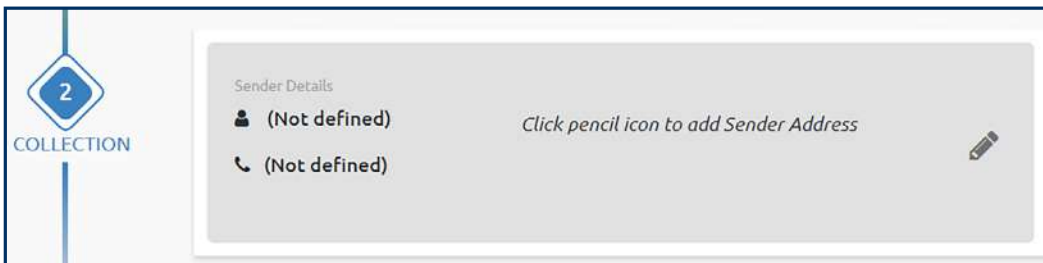 2
COLLECTION
Sender Details
(Not defined)
Click pencil icon to add Sender Address
(Not defined)